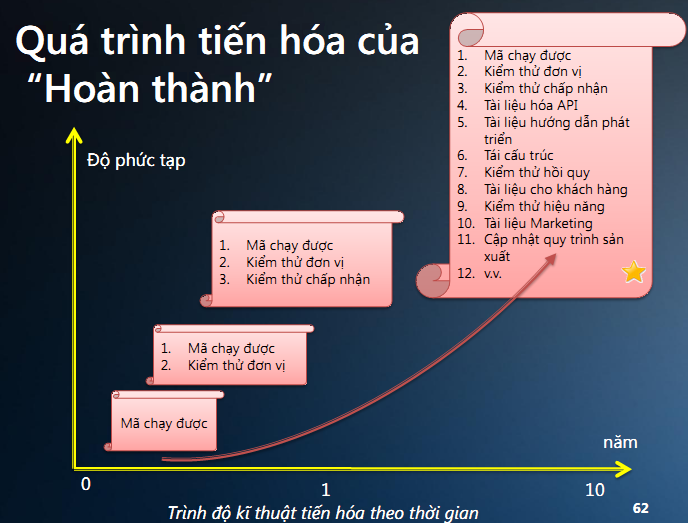 Quá trình tiến hóa của
“Hoàn thành”
Độ phức tạp
1. Mã chạy được
2. Kiểm thử đơn vị
3. Kiểm thử chấp nhận
4. Tài liệu hóa API
5. Tài liệu hướng dẫn phát
triển
6. Tái cấu trúc
7. Kiểm thử hồi quy
8. Tài liệu cho khách hàng
9. Kiểm thử hiệu năng
10. Tài liệu Marketing
11. Cập nhật quy trình sản
xuất
12. v.v.
1. Mã chạy được
2. Kiểm thử đơn vị
3. Kiểm thử chấp nhận
1. Mã chạy được
2. Kiểm thử đơn vị
Mã chạy được
năm
0
1
10
Trình độ kĩ thuật tiến hóa theo thời gian
62